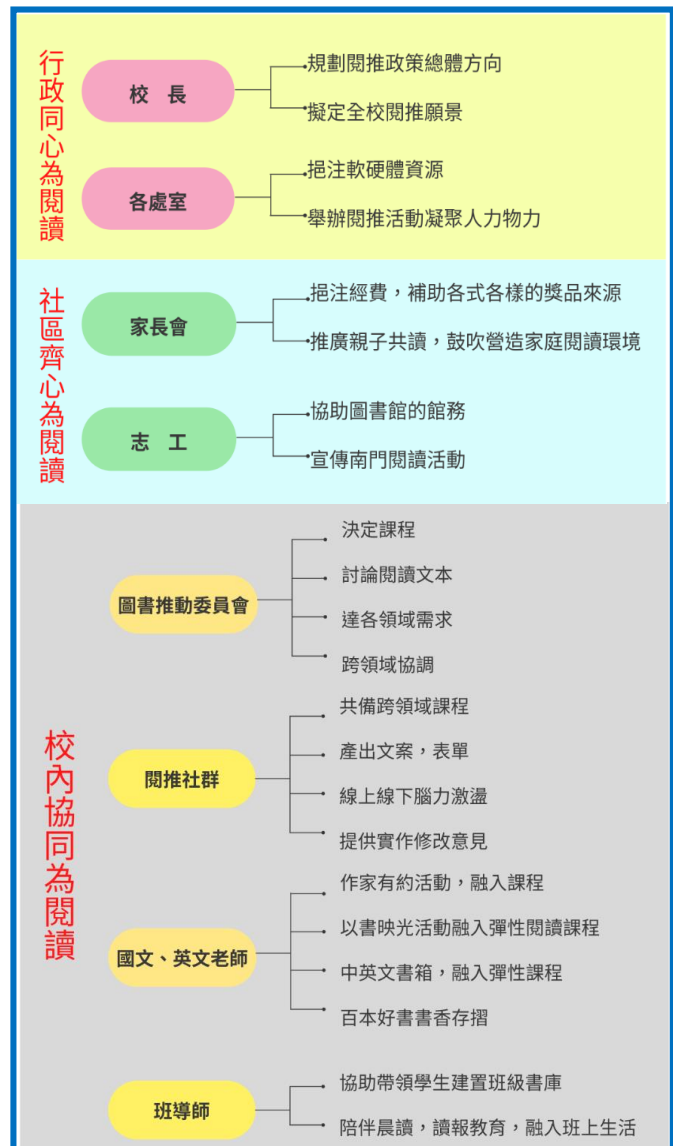 行政同心為閱讀
校 長
規劃閱推政策總體方向
擬定全校閱推願景
各處室
挹注軟硬體資源
舉辦閱推活動凝聚人力物力
社區齊心為閱讀
家長會
挹注經費，補助各式各樣的獎品來源
推廣親子共讀，鼓吹營造家庭閱讀環境
志 工
協助圖書館的館務
宣傳南門閱讀活動
校內協同為閱讀
圖書推動委員會
決定課程
討論閱讀文本
達各領域需求
跨領域協調
閱推社群
共備跨領域課程
產出文案，表單
線上線下腦力激盪
提供實作修改意見
國文、英文老師
作家有約活動，融入課程
以書映光活動融入彈性閱讀課程
中英文書箱，融入彈性課程
百本好書書香存摺
班導師
協助帶領學生建置班級書庫
陪伴晨讀，讀報教育，融入班上生活